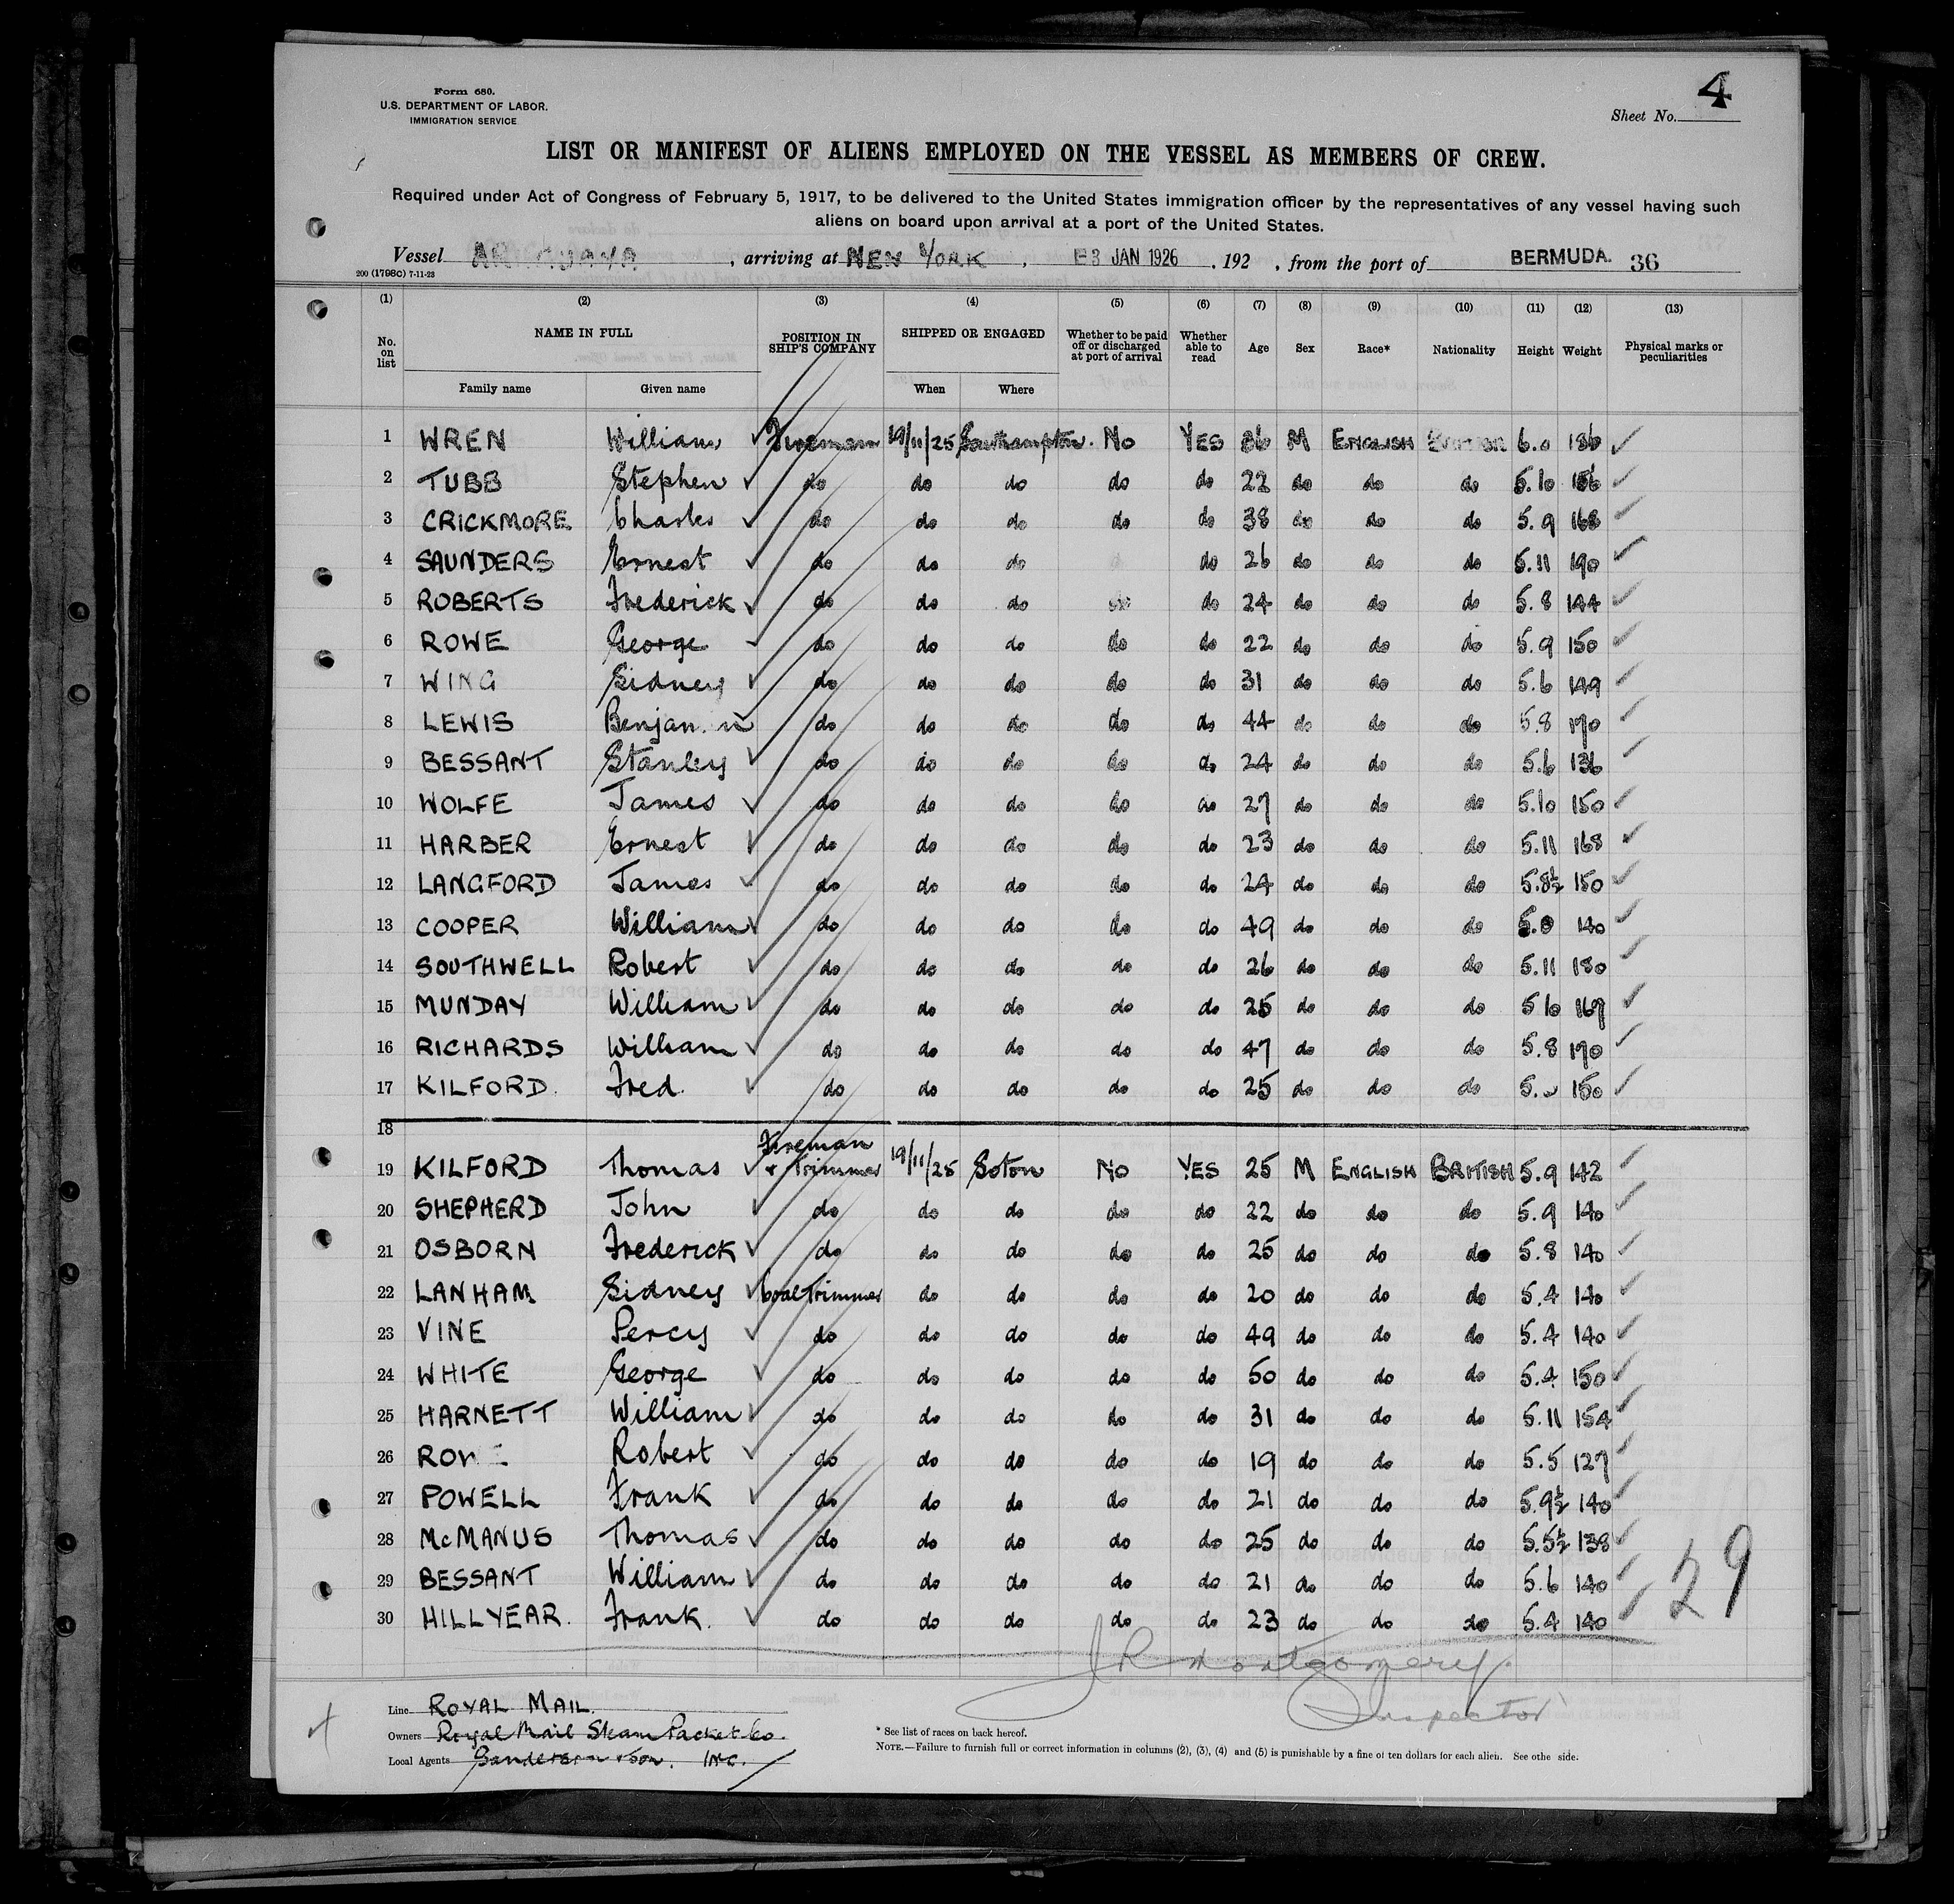 Form 680.
U.S. DEPARTMENT OF LABOR.
IMMIGRATION SERVICE
Sheet No. 4
LIST OR MANIFEST OF ALIENS EMPLOYED ON THE VESSEL AS MEMBERS OF CREW.
Required under Act of Congress of February 5, 1917, to be delivered to the United States immigration officer by the representatives of any vessel having such
aliens on board upon arrival at a port of the United States.
Vessel , arriving at NEW YORK , 3 JAN 1926 , 192 , from the port of BERMUDA. 36
200 (1798C) 7-11-23
(1) (2) (3) (4) (5) (6) (7) (8) (9) (10) (11) (12) (13)
No. on list NAME IN FULL POSITION IN SHIP'S COMPANY SHIPPED OR ENGAGED Whether to be paid off or discharged at port of arrival Whether able to read Age Sex Race* Nationality Height Weight Physical marks or peculiarities
Family name Given name When Where
1 WREN William Fireman 19/11/25 Southampton. No YES M ENGLISH 6.0 186
2 TUBB Stephen do do do do do 22 do do do 5.10
3 CRICKMORE Charles do do do do do 38 do do do 5.9 168
4 SAUNDERS Ernest do do do do 26 do do do 5.11 190
5 ROBERTS Frederick do do do do do 24 do do do 5.8 144
6 ROWE George do do do do do 22 do do do 5.9 150
7 WING Sidney do do do do do 31 do do do 5.6 149
8 LEWIS do do do do do 44 do do do 5.8 170
9 BESSANT Stanley do do do do do 24 do do do 5.6 136
10 WOLFE James do do do do do 27 do do do 5.10 150
11 HARBER Ernest do do do do do 23 do do do 5.11 168
12 LANGFORD James do do do do do 24 do do do 5.8½ 150
13 COOPER William do do do do do 49 do do do 140
14 SOUTHWELL Robert do do do do do 26 do do do 5.11 180
15 MUNDAY William do do do do do 25 do do do 5 10 169
16 RICHARDS William do do do do do 47 do do do 5.8 190
17 KILFORD. Fred. do do do do do 25 do do do 150
18
19 KILFORD Thomas Fireman + Trimmer 19/11/25 Soton No YES 25 M ENGLISH BRITISH 5.9 142
20 SHEPHERD John do do do do do 22 do do do 5.9 140
21 OSBORN Frederick do do do do do 25 do do do 5.8 140
22 LANHAM Sidney Coal Trimmer do do do do 20 do do do 5.4 140
23 VINE Percy do do do do do 49 do do do 5.4 140
24 WHITE George do do do do do 50 do do do 5.4 150
25 HARNETT William do do do do do 31 do do do 5.11 154
26 Robert do do do do do 19 do do do 5.5 127
27 POWELL Frank do do do do do 21 do do do 5.9½ 140
28 McMANUS Thomas do do do do do 25 do do do 5.5½ 138
29 BESSANT William do do do do do 21 do do do 5.6 140
30 HILLYEAR. Frank. do do do do do 23 do do do 5.4 140
29
J R Montgomery.
Inspector
Line ROYAL MAIL.
Owners Royal Mail Steam Packet Co.
Local Agents Sanderson & Son. INC.
* See list of races on back hereof.
NOTE.—Failure to furnish full or correct information in columns (2), (3), (4) and (5) is punishable by a fine of ten dollars for each alien. See othe side.